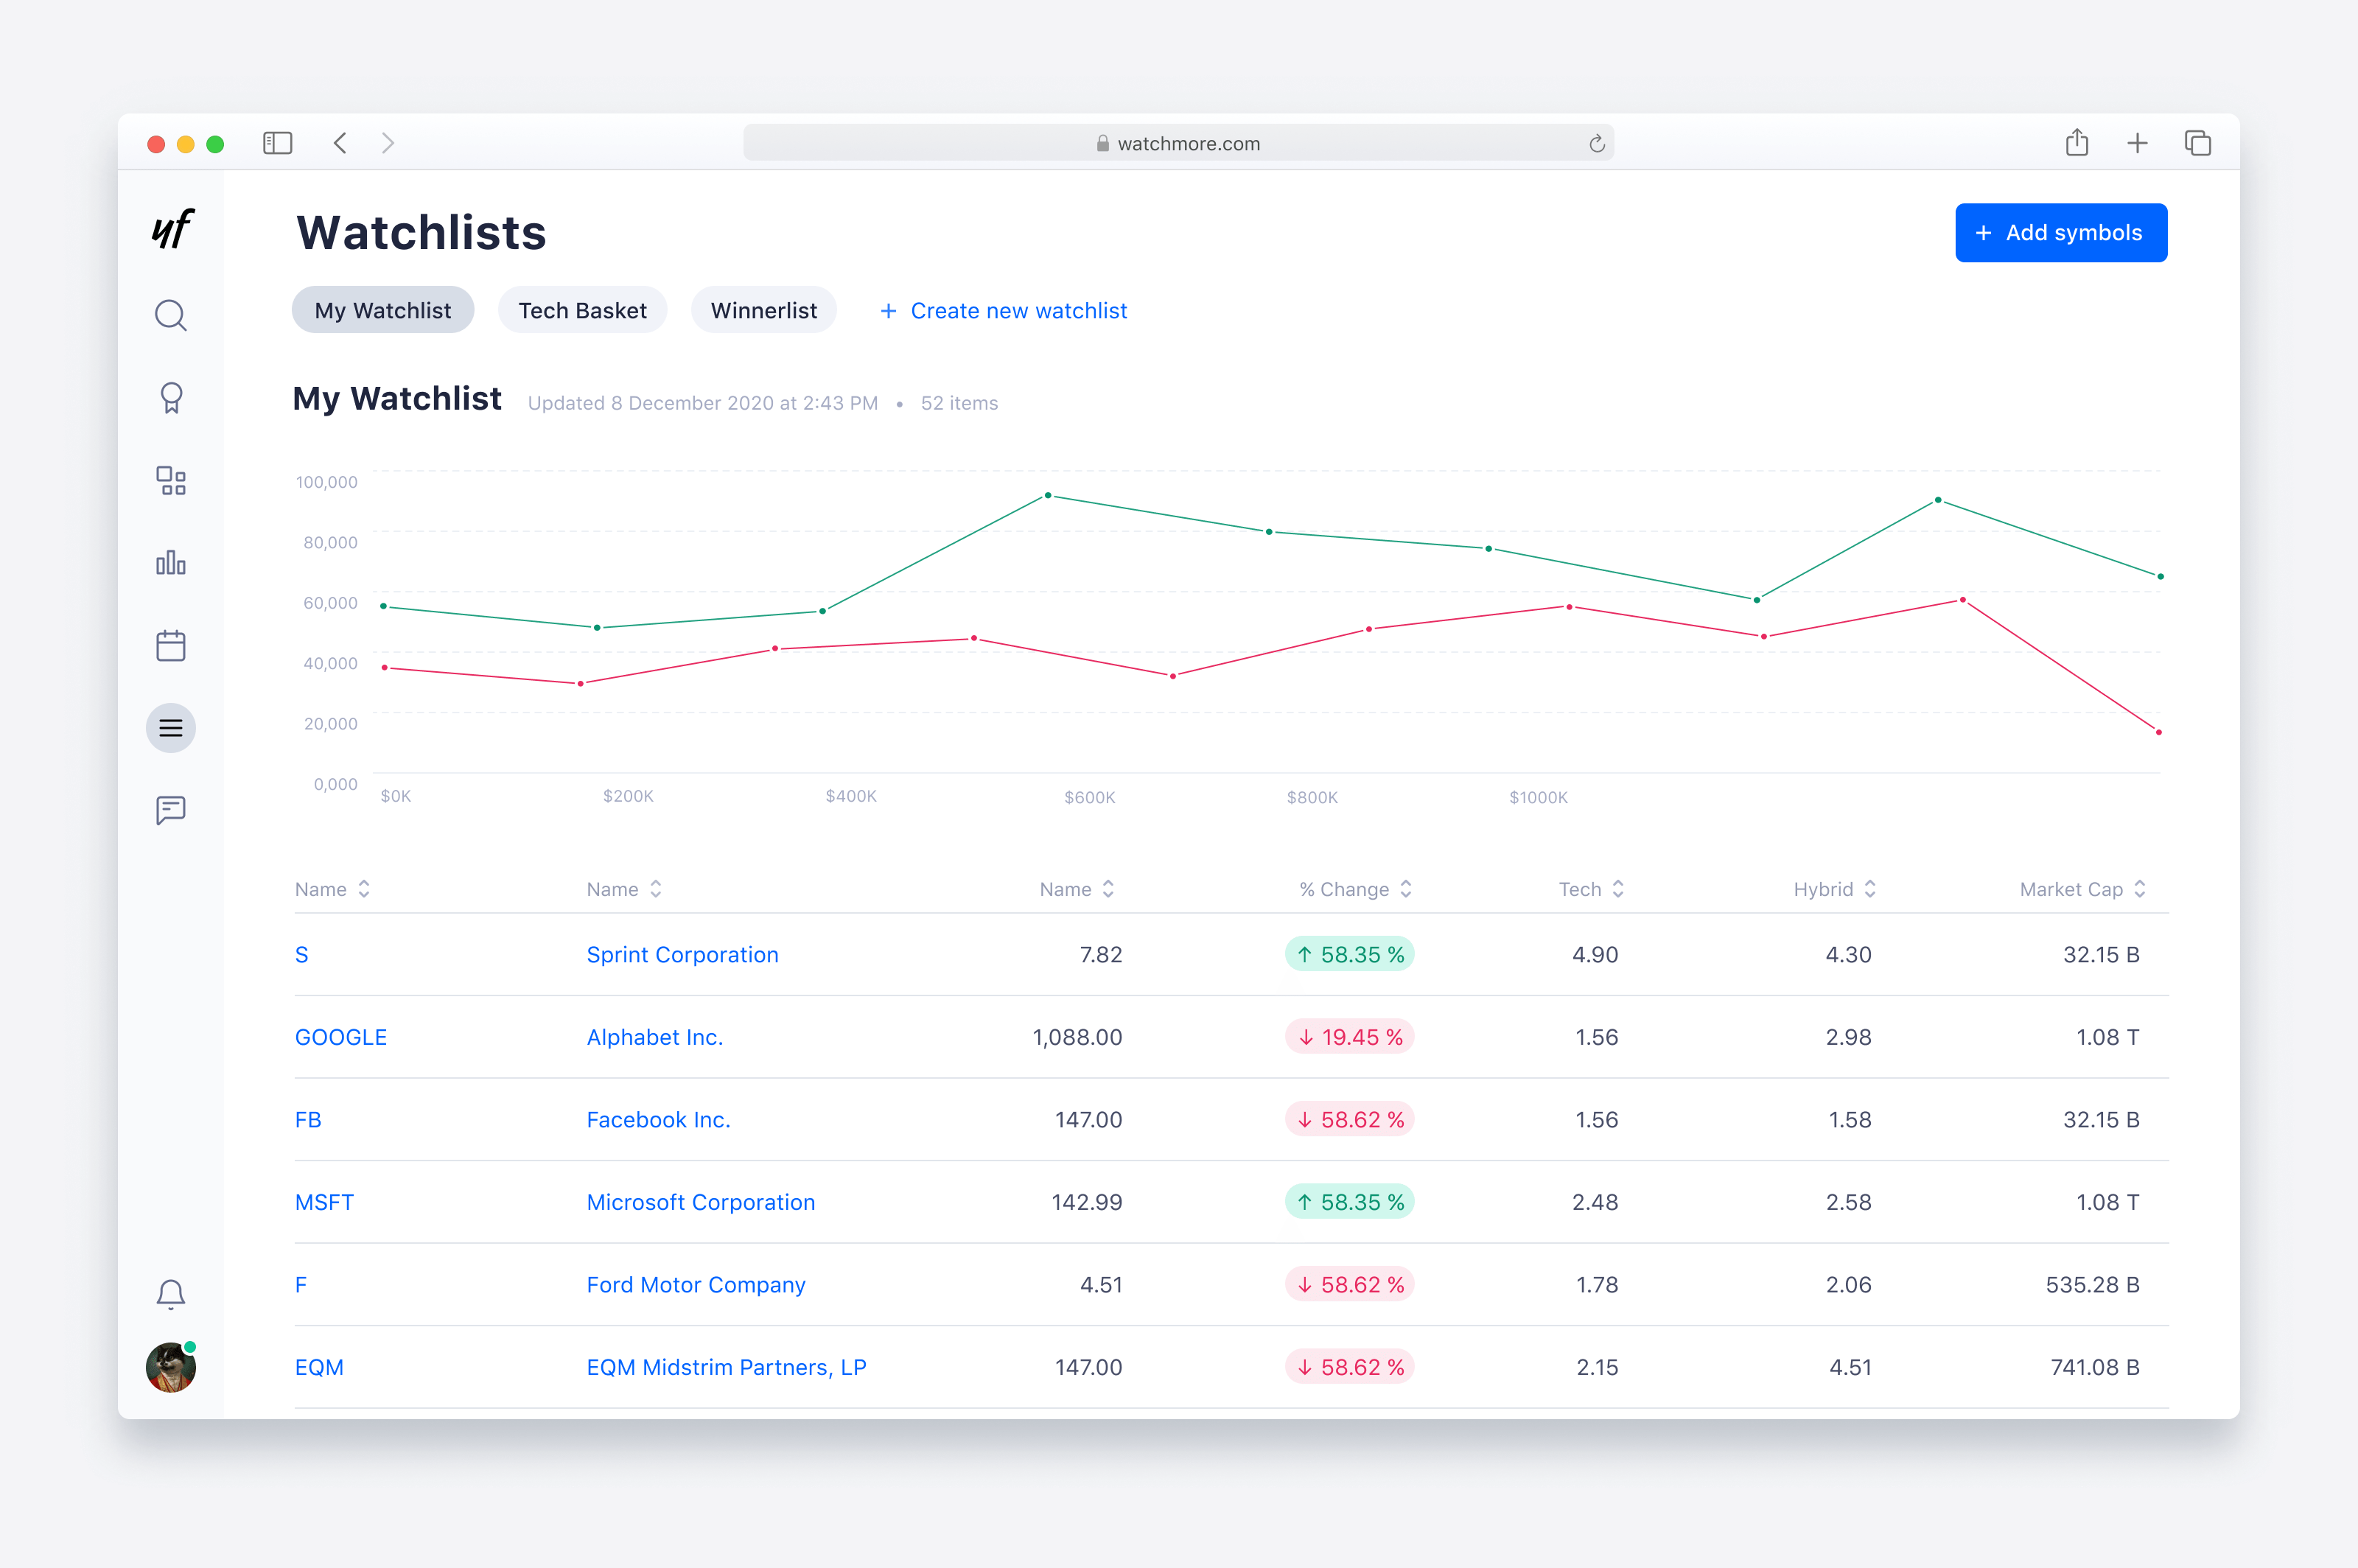 watchmore.com
yf
Watchlists
+ Add symbols
My Watchlist
Tech Basket
Winnerlist
+ Create new watchlist
My Watchlist Updated 8 December 2020 at 2:43 PM • 52 items
100,000
80,000
60,000
40,000
20,000
0,000
$0K $200K $400K $600K $800K $1000K
Name Name Name % Change Tech Hybrid Market Cap
S Sprint Corporation 7.82 ↑ 58.35 % 4.90 4.30 32.15 B
GOOGLE Alphabet Inc. 1,088.00 ↓ 19.45 % 1.56 2.98 1.08 T
FB Facebook Inc. 147.00 ↓ 58.62 % 1.56 1.58 32.15 B
MSFT Microsoft Corporation 142.99 ↑ 58.35 % 2.48 2.58 1.08 T
F Ford Motor Company 4.51 ↓ 58.62 % 1.78 2.06 535.28 B
EQM EQM Midstrim Partners, LP 147.00 ↓ 58.62 % 2.15 4.51 741.08 B